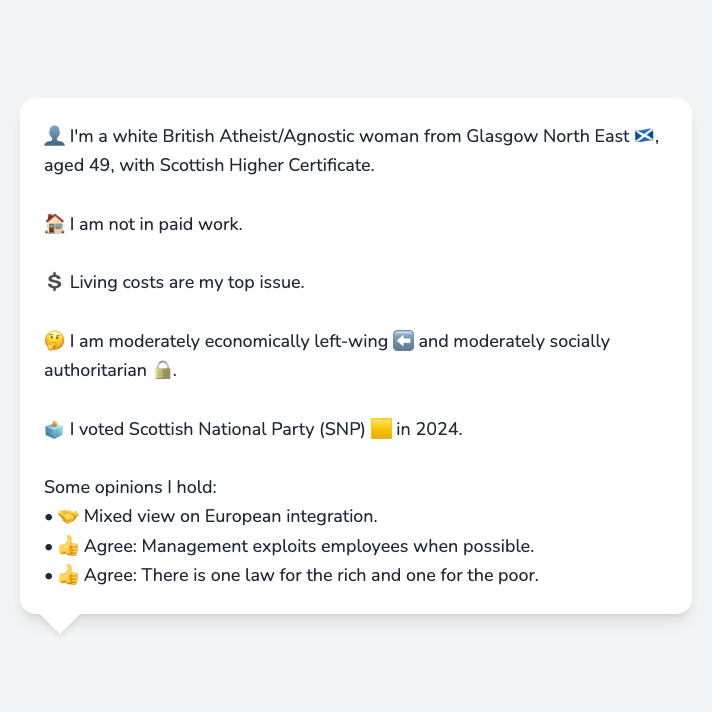 👤 I'm a white British Atheist/Agnostic woman from Glasgow North East 🏴󠁧󠁢󠁳󠁣󠁴󠁿,
aged 49, with Scottish Higher Certificate.
🏠 I am not in paid work.
💲 Living costs are my top issue.
🤔 I am moderately economically left-wing ⬅️ and moderately socially
authoritarian 🔒.
🗳️ I voted Scottish National Party (SNP) 🟨 in 2024.
Some opinions I hold:
• 🤝 Mixed view on European integration.
• 👍 Agree: Management exploits employees when possible.
• 👍 Agree: There is one law for the rich and one for the poor.